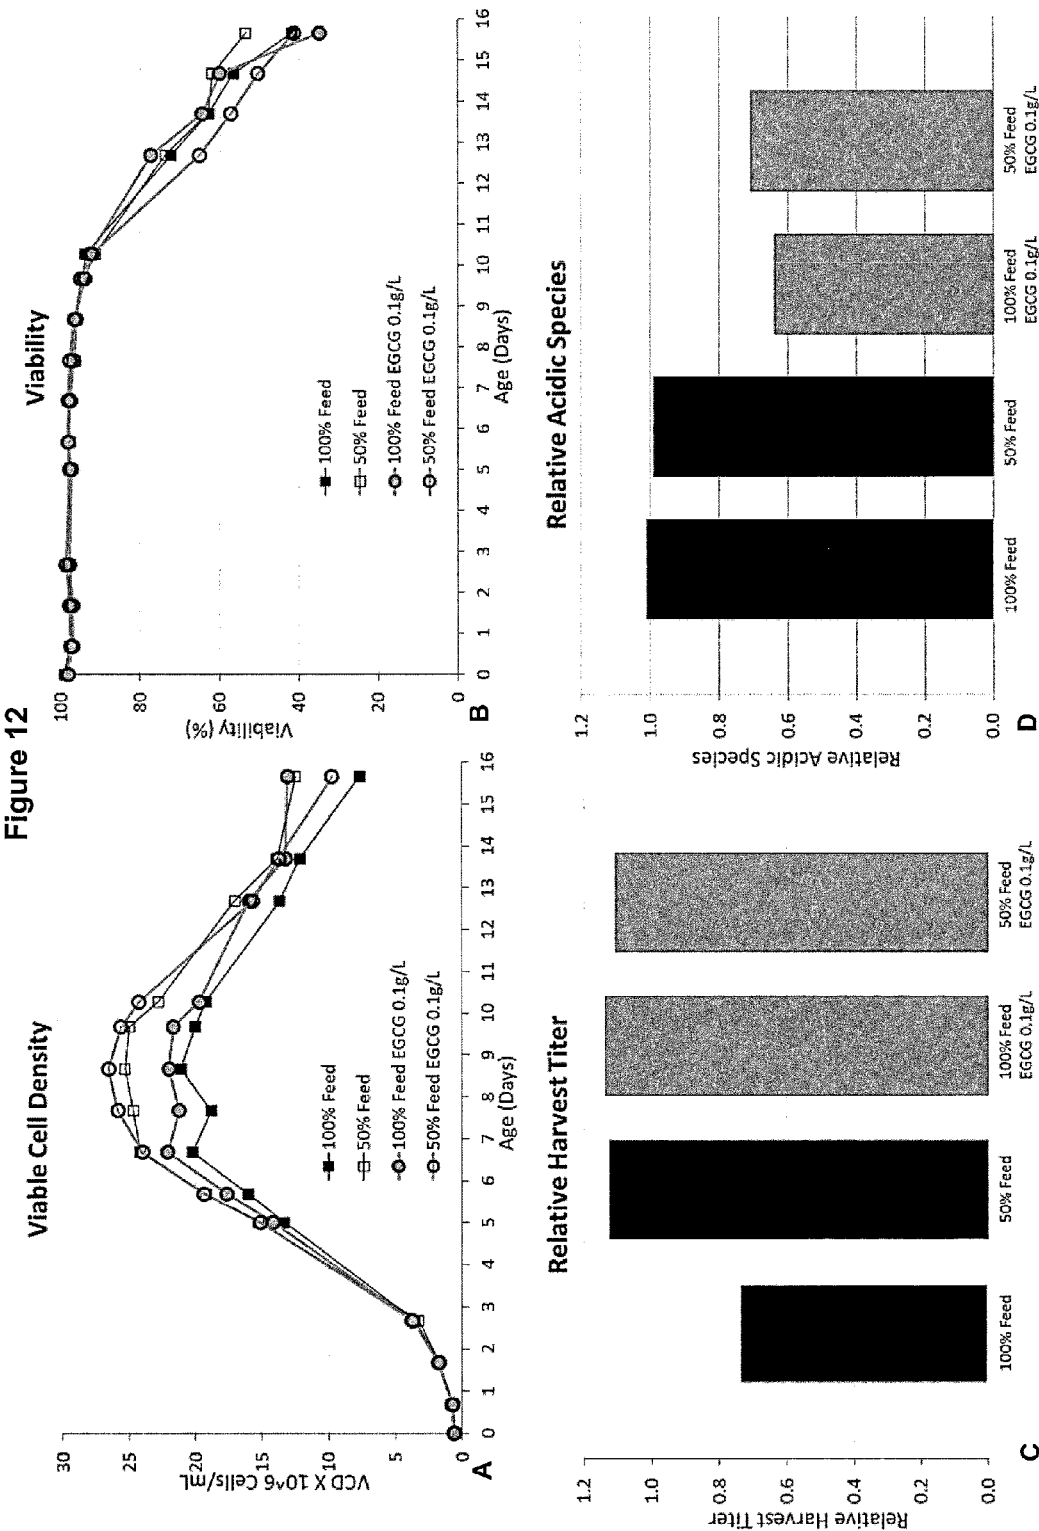 Figure 12
Viable Cell Density
30
25
20
15
10
5
0
VCD X 10^6 Cells/mL
0 1 2 3 4 5 6 7 8 9 10 11 12 13 14 15 16
Age (Days)
100% Feed
50% Feed
100% Feed EGCG 0.1g/L
50% Feed EGCG 0.1g/L
A
Viability
100
80
60
40
20
0
Viability (%)
0 1 2 3 4 5 6 7 8 9 10 11 12 13 14 15 16
Age (Days)
100% Feed
50% Feed
100% Feed EGCG 0.1g/L
50% Feed EGCG 0.1g/L
B
Relative Harvest Titer
1.2
1.0
0.8
0.6
0.4
0.2
0.0
Relative Harvest Titer
100% Feed
50% Feed
100% Feed
EGCG 0.1g/L
50% Feed
EGCG 0.1g/L
C
Relative Acidic Species
1.2
1.0
0.8
0.6
0.4
0.2
0.0
Relative Acidic Species
100% Feed
50% Feed
100% Feed
EGCG 0.1g/L
50% Feed
EGCG 0.1g/L
D